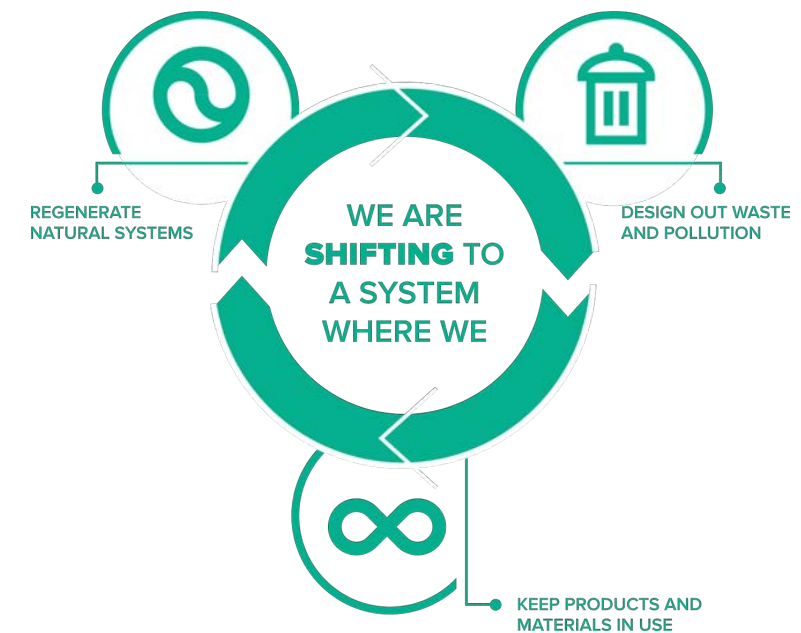 REGENERATE
NATURAL SYSTEMS
DESIGN OUT WASTE
AND POLLUTION
WE ARE
SHIFTING TO
A SYSTEM
WHERE WE
KEEP PRODUCTS AND
MATERIALS IN USE